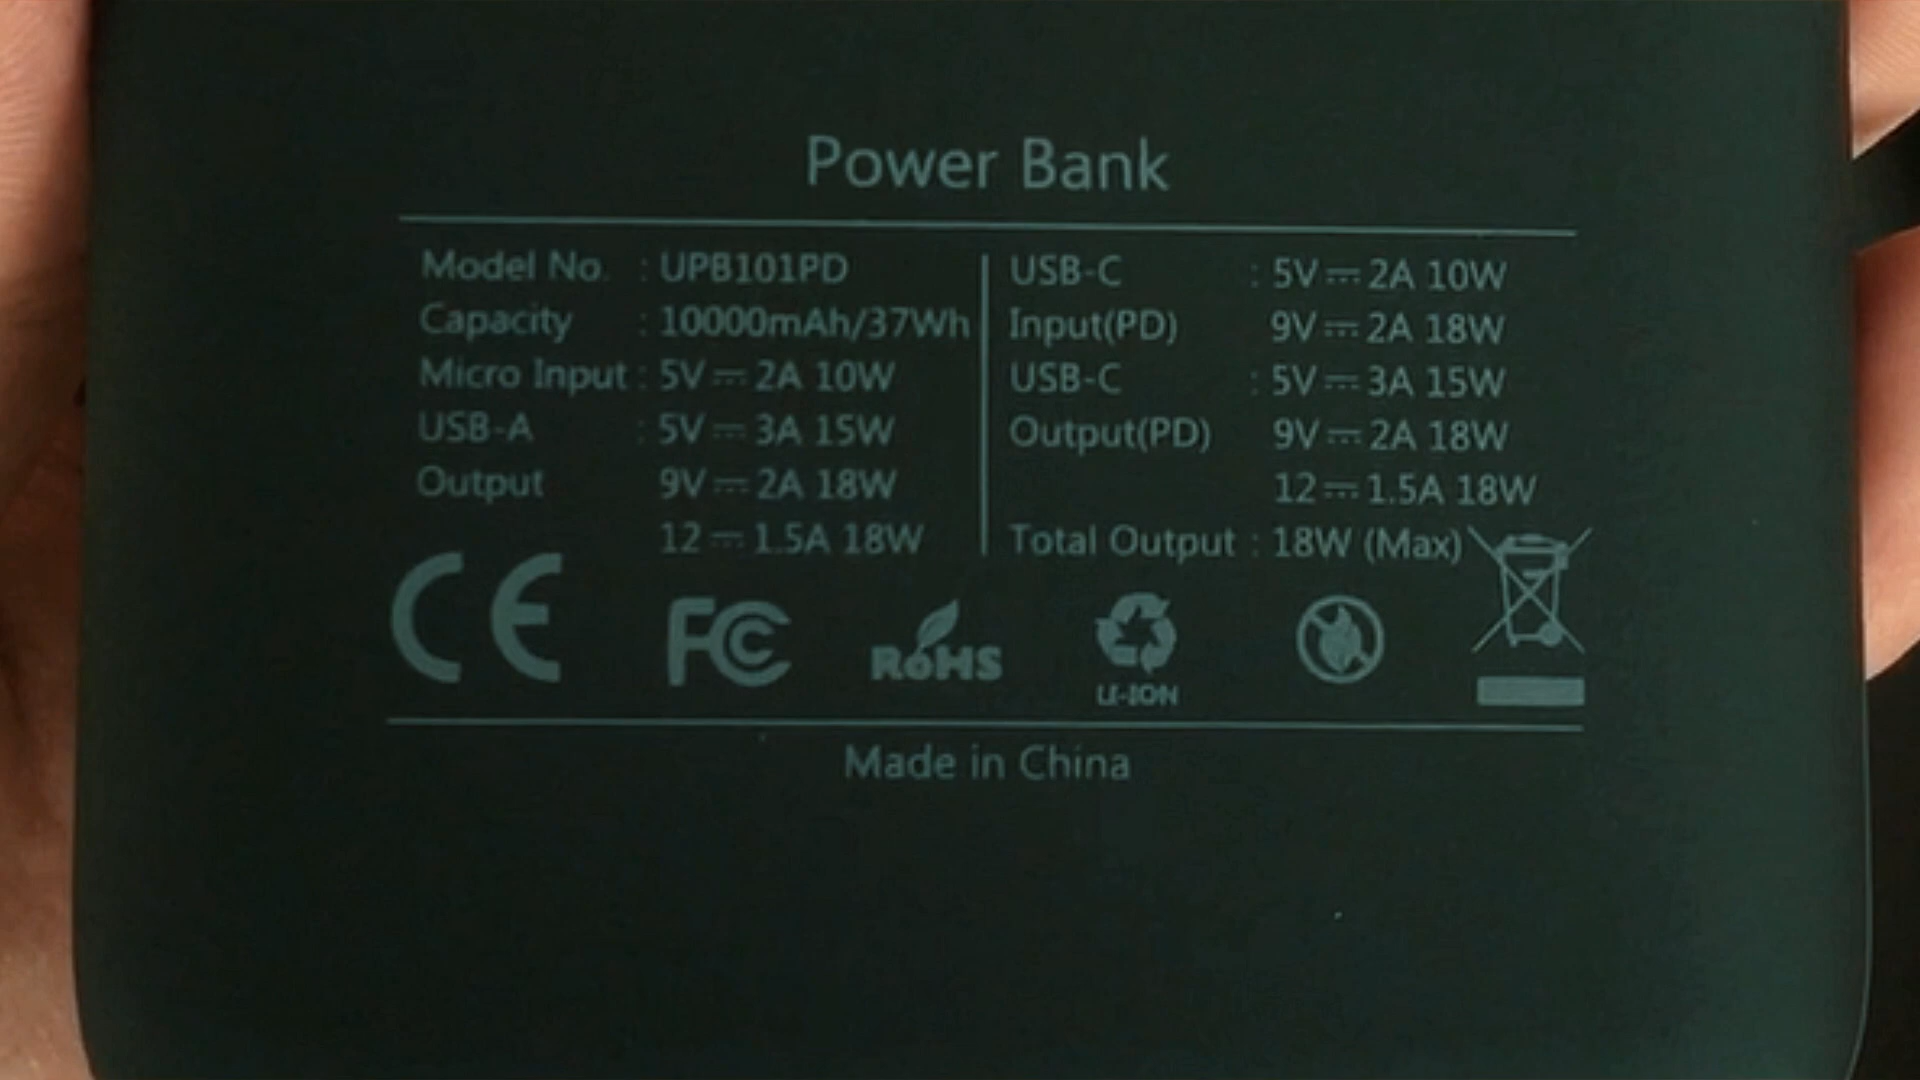 Power Bank
Model No. : UPB101PD
Capacity : 10000mAh/37Wh
Micro Input : 5V⎓2A 10W
USB-A : 5V⎓3A 15W
Output 9V⎓2A 18W
12⎓1.5A 18W
USB-C : 5V⎓2A 10W
Input(PD) 9V⎓2A 18W
USB-C : 5V⎓3A 15W
Output(PD) 9V⎓2A 18W
12⎓1.5A 18W
Total Output : 18W (Max)
CE FC RoHS LI-ION
Made in China